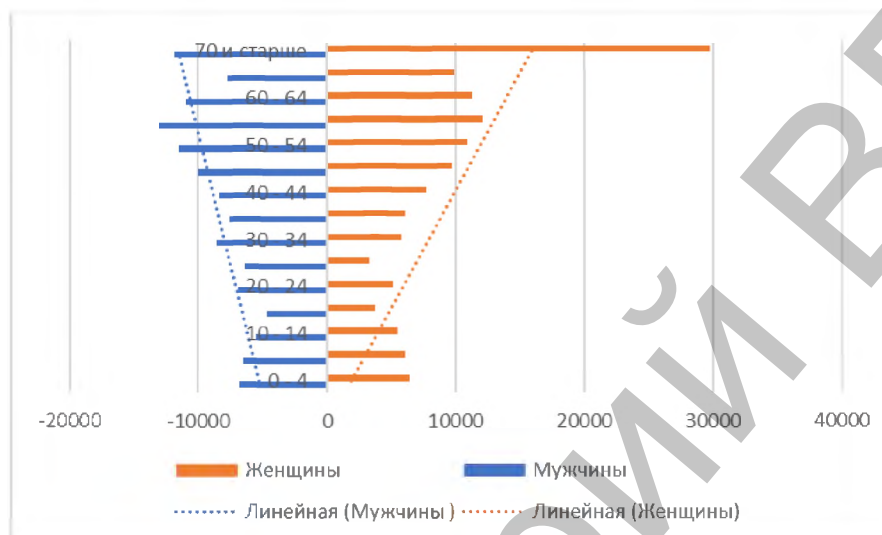 70 и старше
60 - 64
50 - 54
40 - 44
30 - 34
20 - 24
10 - 14
0 - 4
-20000 -10000 0 10000 20000 30000 40000
Женщины Мужчины
Линейная (Мужчины ) Линейная (Женщины)